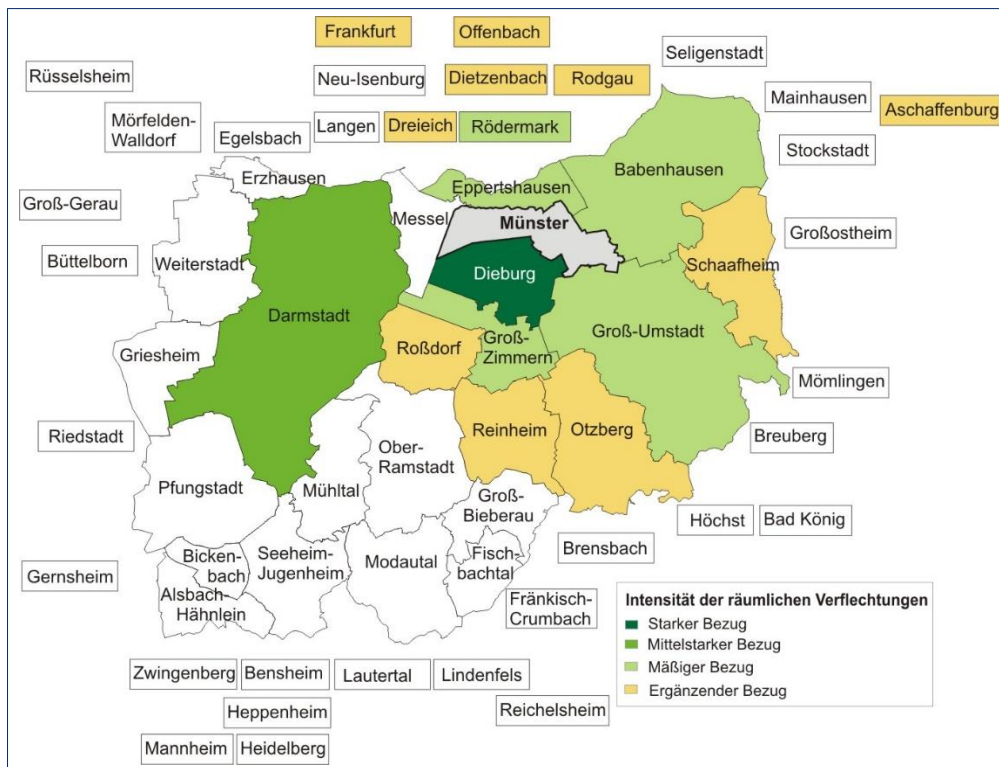 Frankfurt
Offenbach
Seligenstadt
Rüsselsheim
Neu-Isenburg
Dietzenbach
Rodgau
Mainhausen
Aschaffenburg
Mörfelden-
Walldorf
Egelsbach
Langen
Dreieich
Rödermark
Stockstadt
Erzhausen
Eppertshausen
Babenhausen
Groß-Gerau
Messel
Münster
Großostheim
Büttelborn
Weiterstadt
Dieburg
Schaafheim
Darmstadt
Groß-Umstadt
Griesheim
Roßdorf
Groß-
Zimmern
Mömlingen
Riedstadt
Reinheim
Otzberg
Breuberg
Ober-
Ramstadt
Pfungstadt
Mühltal
Groß-
Bieberau
Höchst
Bad König
Brensbach
Gernsheim
Bicken-
bach
Seeheim-
Jugenheim
Modautal
Fisch-
bachtal
Alsbach-
Hähnlein
Fränkisch-
Crumbach
Intensität der räumlichen Verflechtungen
Starker Bezug
Mittelstarker Bezug
Mäßiger Bezug
Ergänzender Bezug
Zwingenberg
Bensheim
Lautertal
Lindenfels
Heppenheim
Reichelsheim
Mannheim
Heidelberg